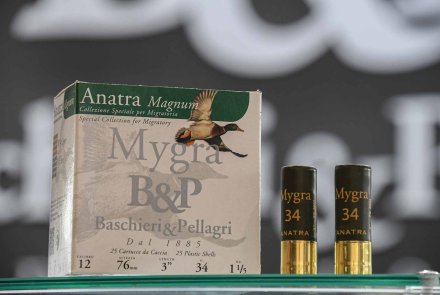 Anatra Magnum
Collezione Speciale per Migratoria
Special Collection for Migratory
Mygra
B&P
Baschieri & Pellagri
Dal 1885
25 Cartucce da Caccia 25 Plastic Shells
12 76mm 3" 34 1 1/5
Mygra
34
ANATRA
Mygra
34
ANATRA